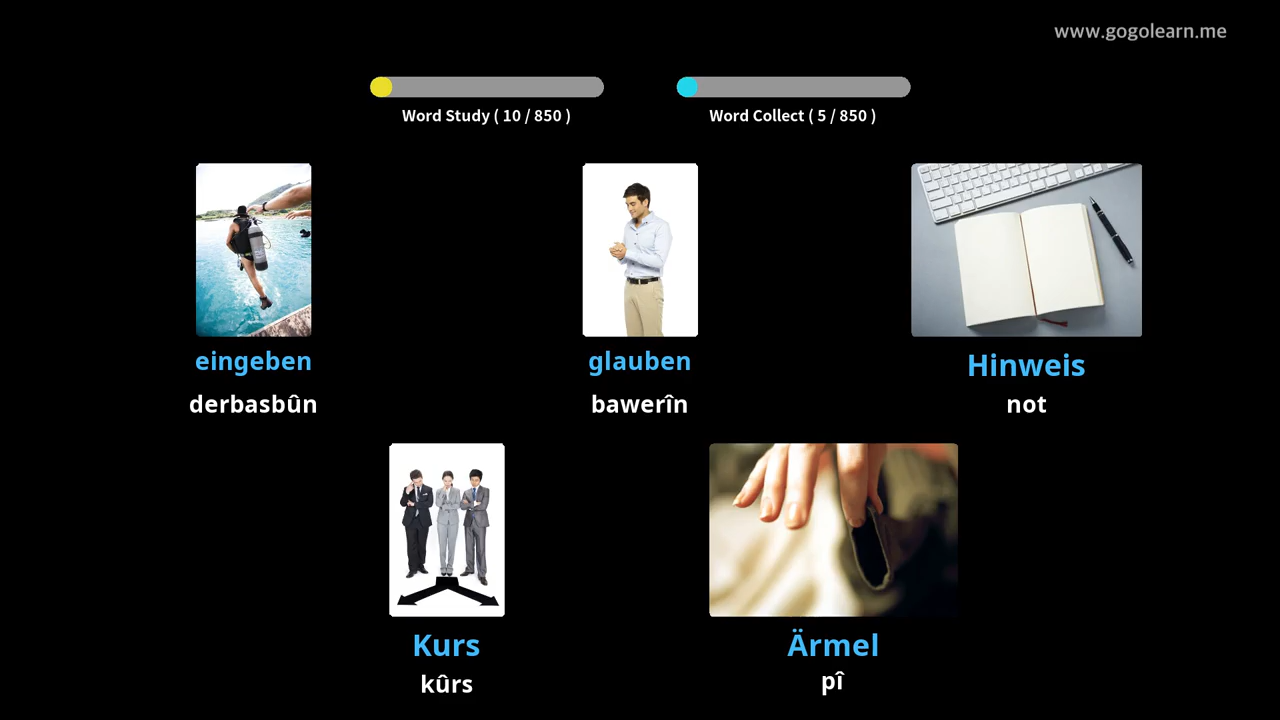 www.gogolearn.me
Word Study ( 10 / 850 )
Word Collect ( 5 / 850 )
eingeben
derbasbûn
glauben
bawerîn
Hinweis
not
Kurs
kûrs
Ärmel
pî